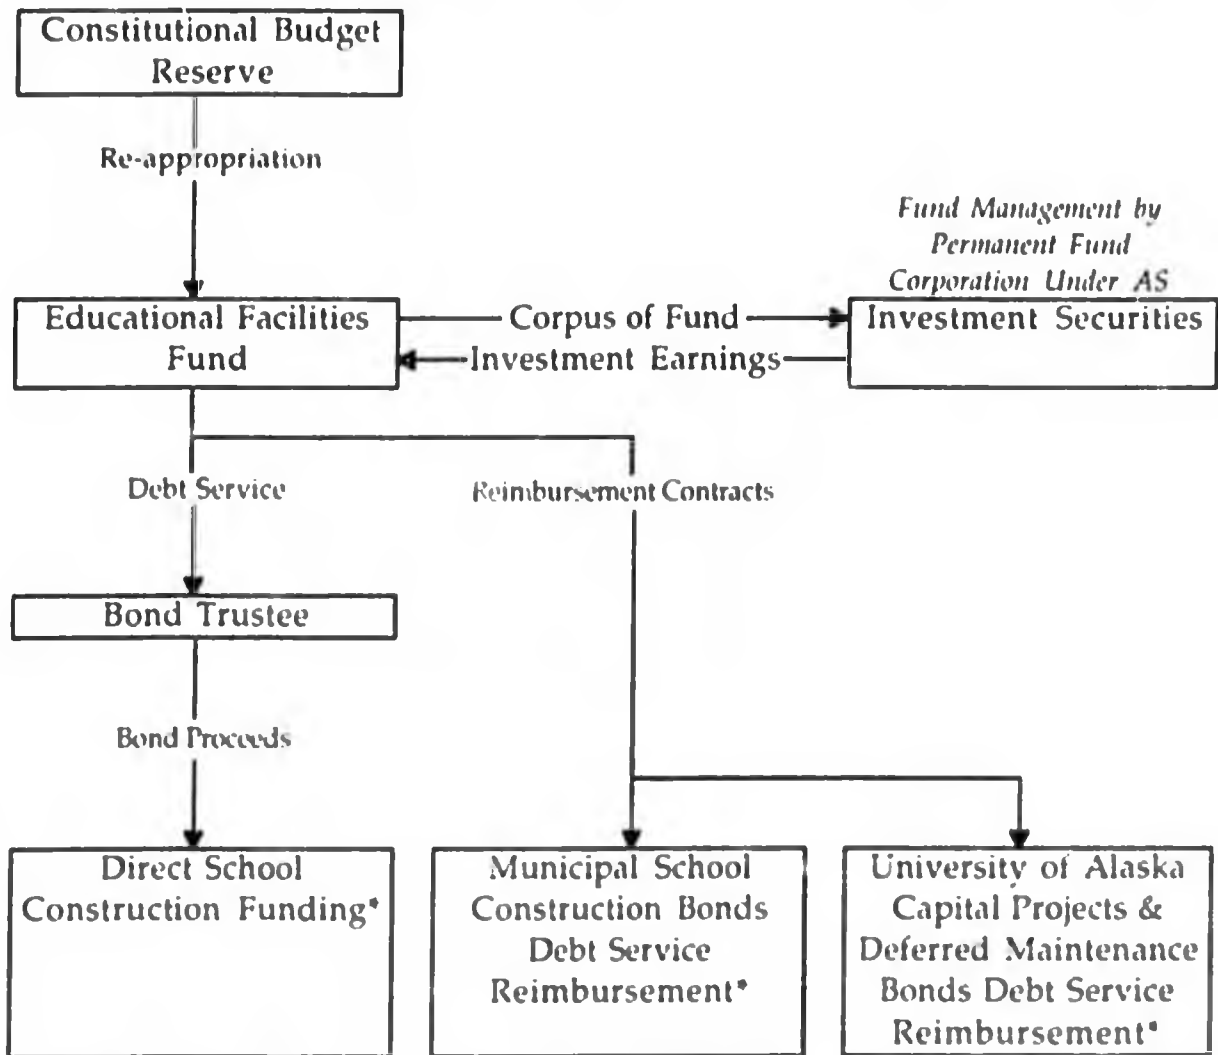 Constitutional Budget
Reserve
Re-appropriation
Fund Management by
Permanent Fund
Corporation Under AS
Educational Facilities
Fund
Corpus of Fund
Investment Earnings
Investment Securities
Debt Service
Reimbursement Contracts
Bond Trustee
Bond Proceeds
Direct School
Construction Funding*
Municipal School
Construction Bonds
Debt Service
Reimbursement*
University of Alaska
Capital Projects &
Deferred Maintenance
Bonds Debt Service
Reimbursement*